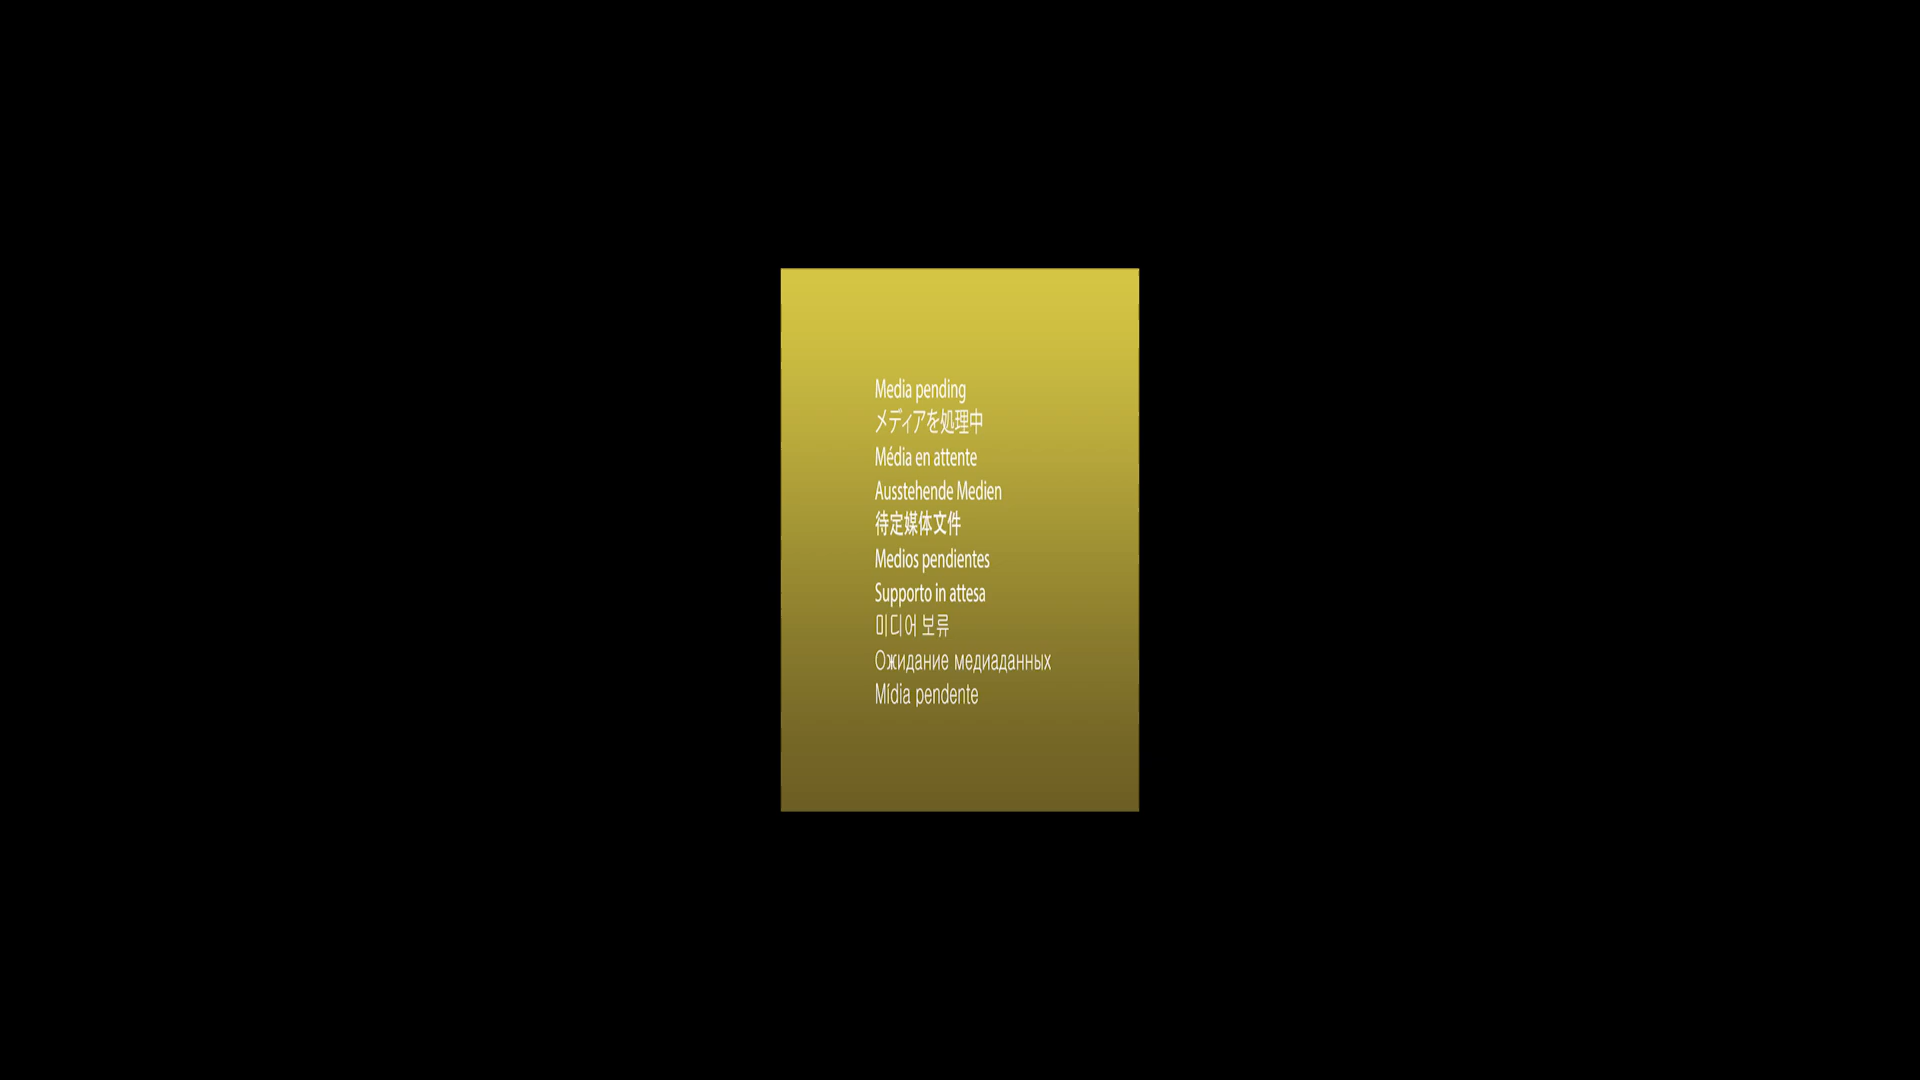 Media pending
メディアを処理中
Média en attente
Ausstehende Medien
待定媒体文件
Medios pendientes
Supporto in attesa
미디어 보류
Ожидание медиаданных
Mídia pendente